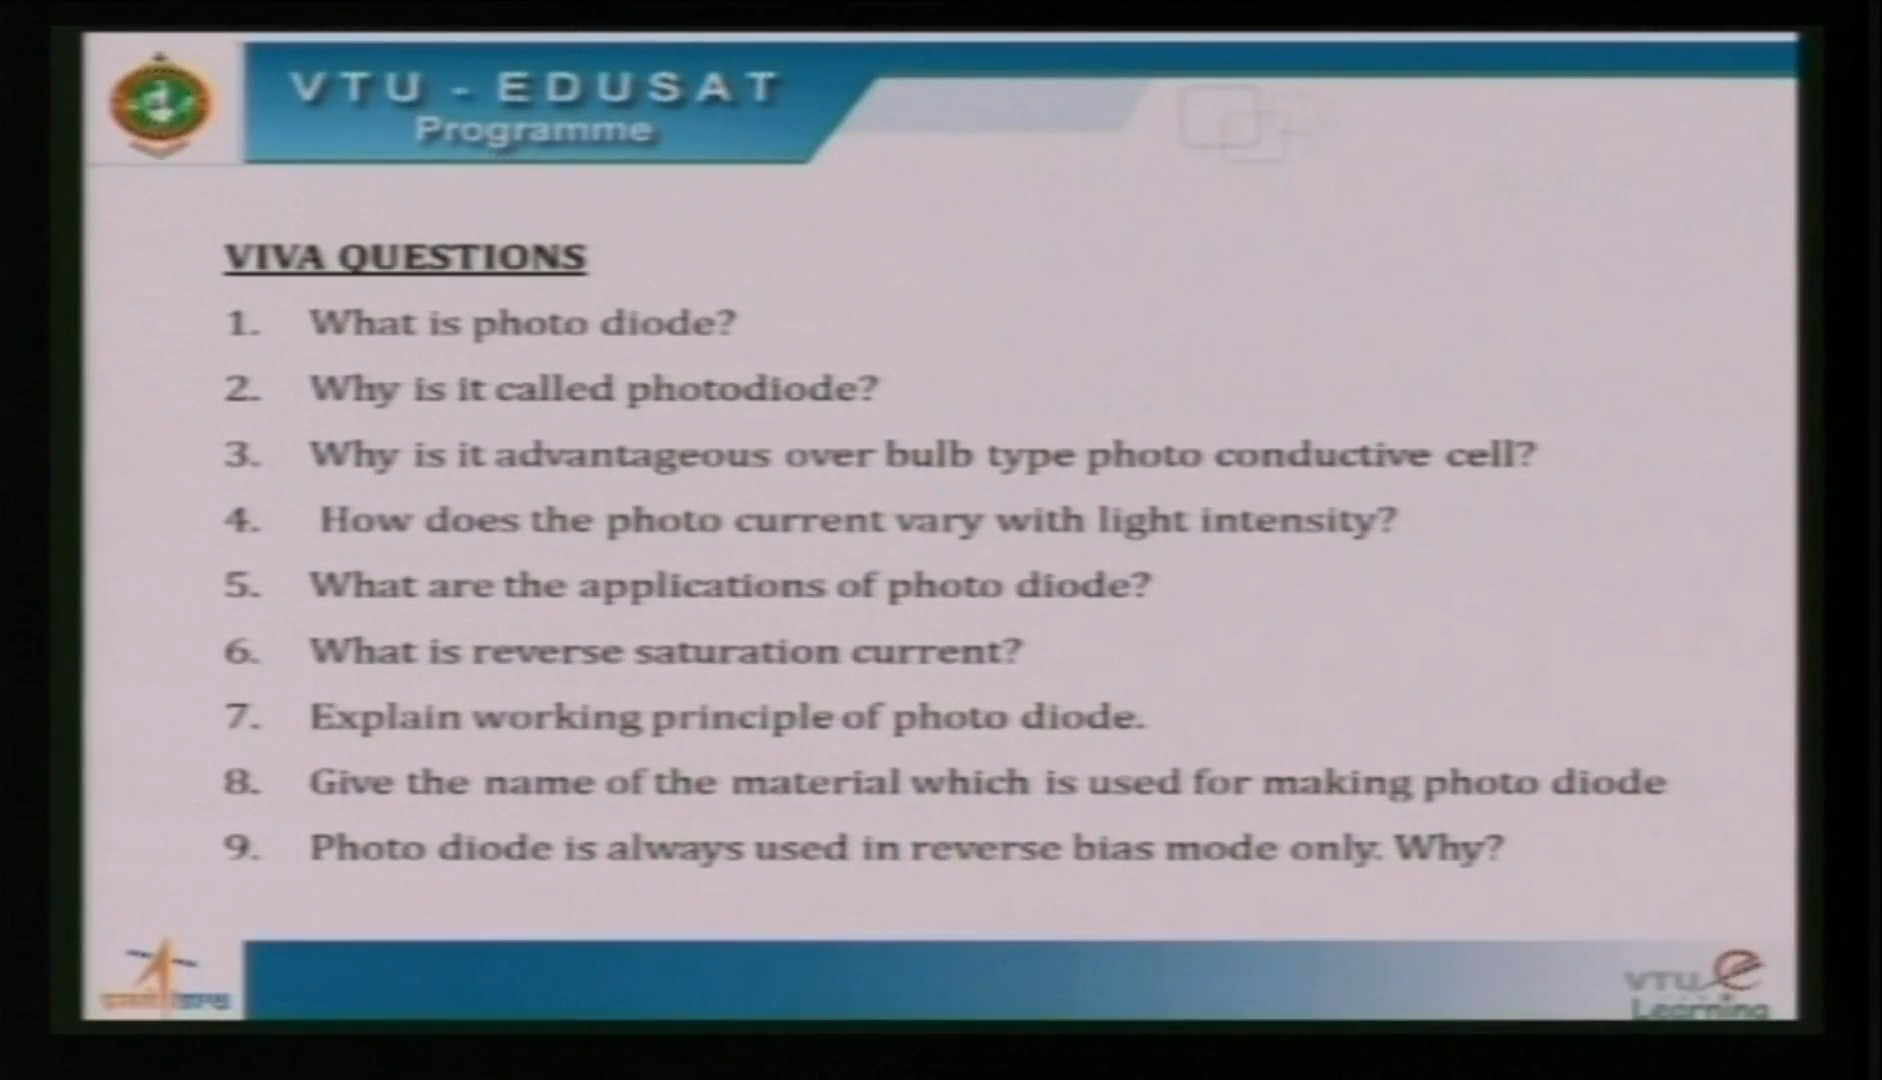 VTU - EDUSAT
Programme
VIVA QUESTIONS
1. What is photo diode?
2. Why is it called photodiode?
3. Why is it advantageous over bulb type photo conductive cell?
4. How does the photo current vary with light intensity?
5. What are the applications of photo diode?
6. What is reverse saturation current?
7. Explain working principle of photo diode.
8. Give the name of the material which is used for making photo diode
9. Photo diode is always used in reverse bias mode only. Why?
VTU e
Learning